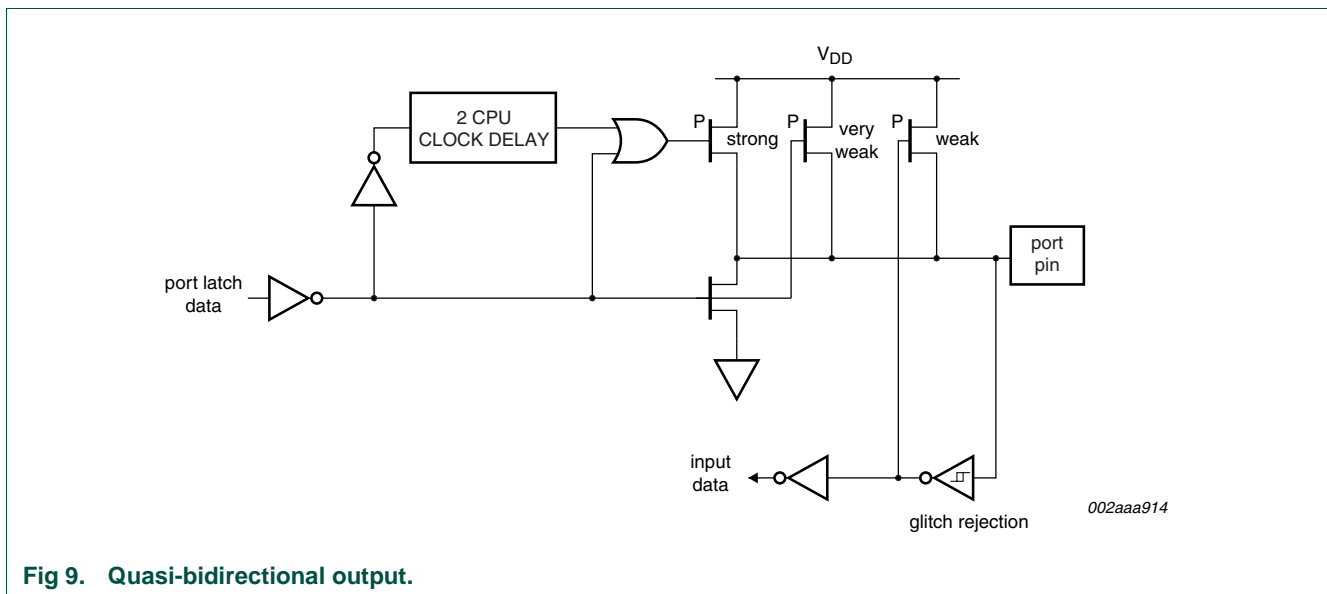 V_DD
2 CPU
CLOCK DELAY
P
strong
P
very
weak
P
weak
port
pin
port latch
data
input
data
glitch rejection
002aaa914
Fig 9. Quasi-bidirectional output.